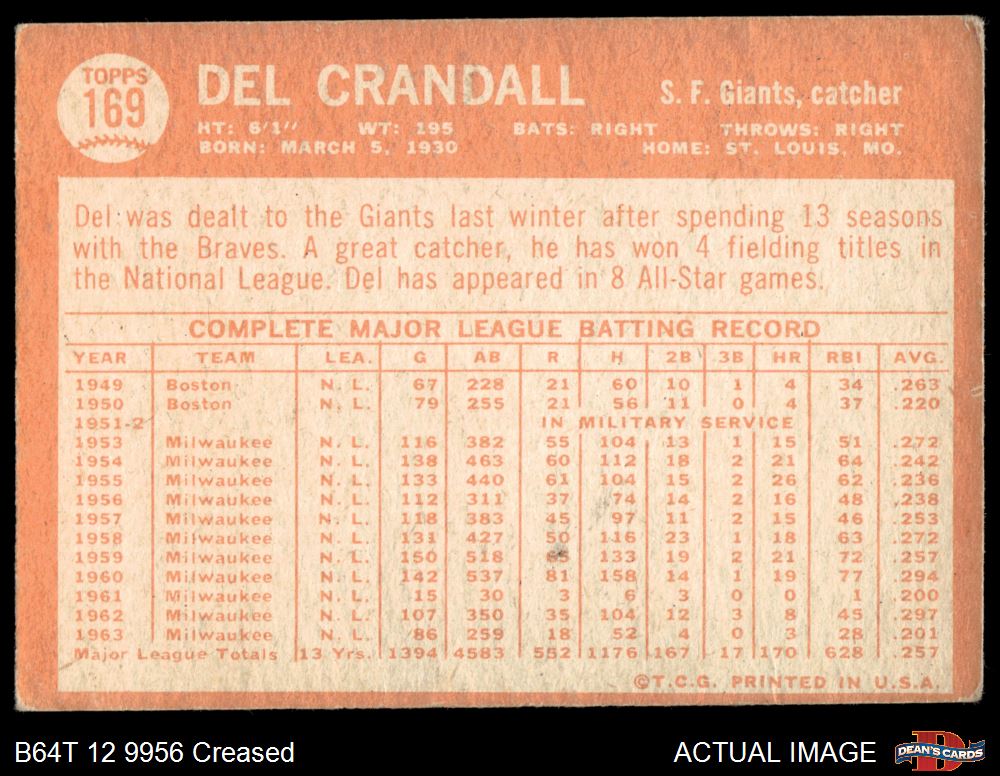 TOPPS
169
DEL CRANDALL
S. F. Giants, catcher
HT: 6/1// WT: 195 BATS: RIGHT THROWS: RIGHT
BORN: MARCH 5, 1930 HOME: ST. LOUIS, MO.
Del was dealt to the Giants last winter after spending 13 seasons
with the Braves. A great catcher, he has won 4 fielding titles in
the National League. Del has appeared in 8 All-Star games.
COMPLETE MAJOR LEAGUE BATTING RECORD
YEAR TEAM LEA. G AB R H 2B 3B HR RBI AVG.
1949 Boston N. L. 67 228 21 60 10 1 4 34 .263
1950 Boston N. L. 79 255 21 56 11 0 4 37 .220
1951-2 IN MILITARY SERVICE
1953 Milwaukee N. L. 116 382 55 104 13 1 15 51 .272
1954 Milwaukee N. L. 138 463 60 112 18 2 21 64 .242
1955 Milwaukee N. L. 133 440 61 104 15 2 26 62 .236
1956 Milwaukee N. L. 112 311 37 74 14 2 16 48 .238
1957 Milwaukee N. L. 118 383 45 97 11 2 15 46 .253
1958 Milwaukee N. L. 131 427 50 116 23 1 18 63 .272
1959 Milwaukee N. L. 150 518 65 133 19 2 21 72 .257
1960 Milwaukee N. L. 142 537 81 158 14 1 19 77 .294
1961 Milwaukee N. L. 15 30 3 6 3 0 0 1 .200
1962 Milwaukee N. L. 107 350 35 104 12 3 8 45 .297
1963 Milwaukee N. L. 86 259 18 52 4 0 3 28 .201
Major League Totals 13 Yrs. 1394 4583 552 1176 167 17 170 628 .257
©T.C.G. PRINTED IN U.S.A.
B64T 12 9956 Creased
ACTUAL IMAGE
D
DEAN'S CARDS